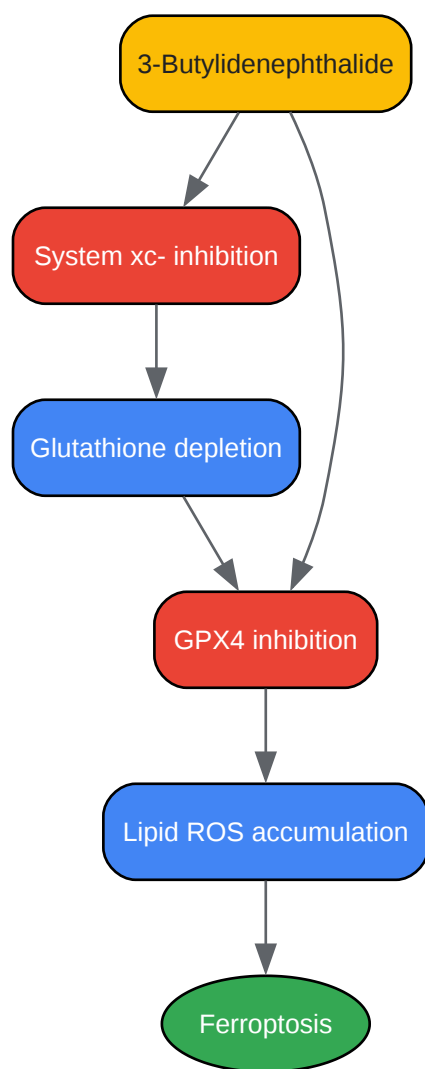 3-Butylidenephthalide
System xc- inhibition
Glutathione depletion
GPX4 inhibition
Lipid ROS accumulation
Ferroptosis